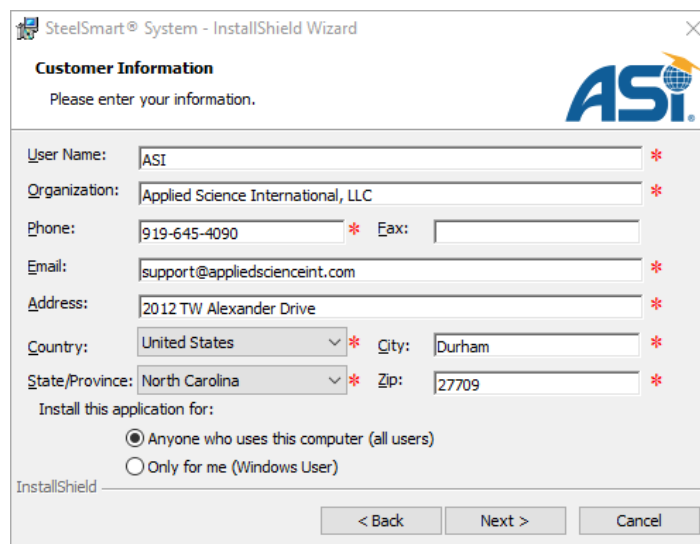 SteelSmart® System - InstallShield Wizard
Customer Information
Please enter your information.
ASi®
User Name: ASI *
Organization: Applied Science International, LLC *
Phone: 919-645-4090 * Fax:
Email: support@appliedscienceint.com *
Address: 2012 TW Alexander Drive *
Country: United States * City: Durham *
State/Province: North Carolina * Zip: 27709 *
Install this application for:
Anyone who uses this computer (all users)
Only for me (Windows User)
InstallShield
< Back Next > Cancel